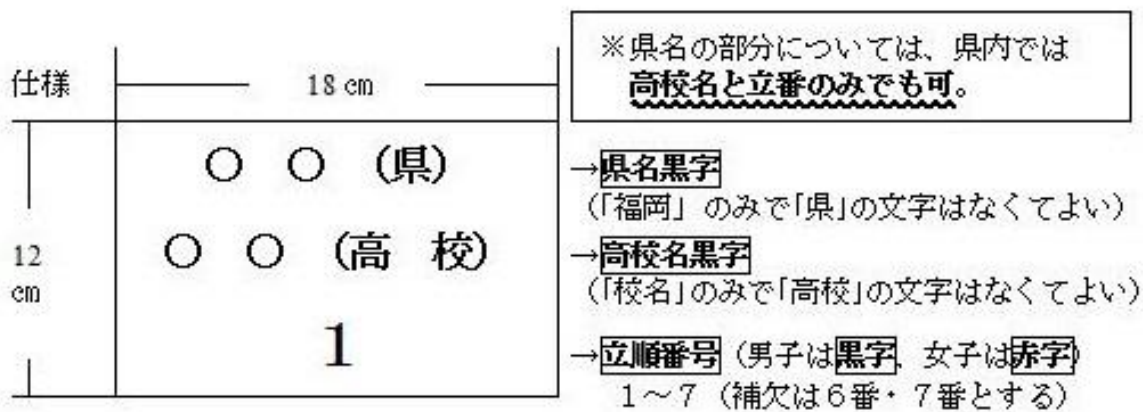 ※県名の部分については、県内では
高校名と立番のみでも可。
仕様
18 cm
○ ○ (県)
→県名黒字
(「福岡」のみで「県」の文字はなくてよい)
12
cm
○ ○ (高 校)
→高校名黒字
(「校名」のみで「高校」の文字はなくてよい)
1
→立順番号 (男子は黒字、女子は赤字)
1～7 (補欠は6番・7番とする)